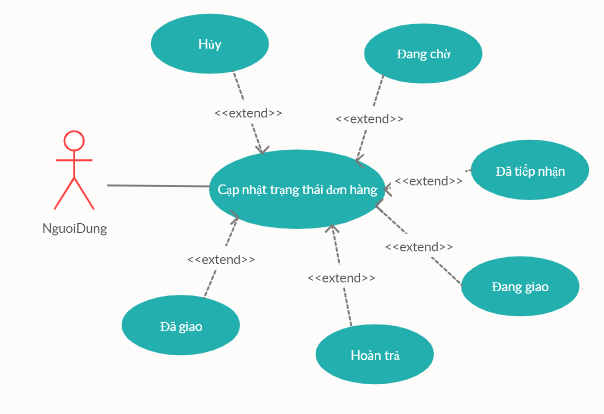 Hủy
Đang chờ
<<extend>>
<<extend>>
Đã tiếp nhận
<<extend>>
Cạp nhật trạng thái đơn hàng
NguoiDung
<<extend>>
<<extend>>
<<extend>>
Đang giao
Đã giao
Hoàn trả